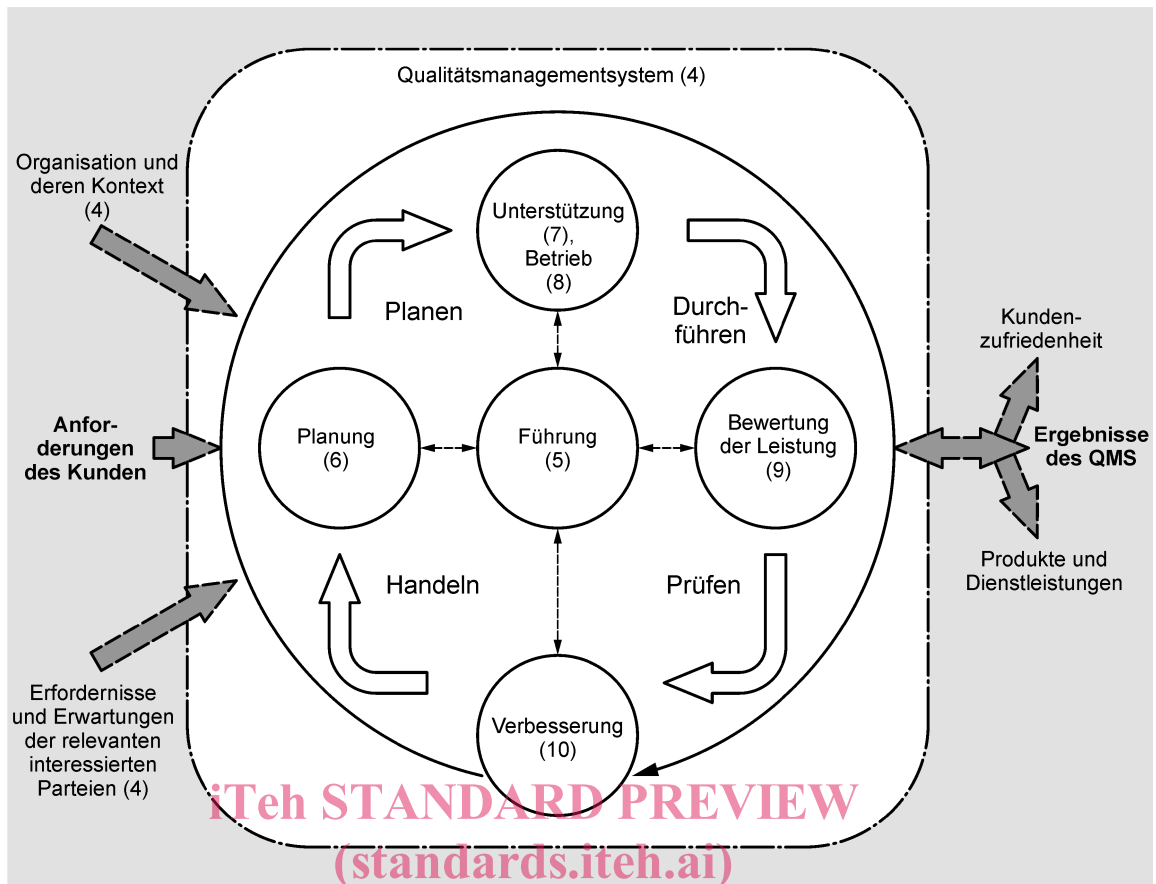 Qualitätsmanagementsystem (4)
Organisation und
deren Kontext
(4)
Unterstützung
(7),
Betrieb
(8)
Planen
Durch-
führen
Kunden-
zufriedenheit
Anfor-
derungen
des Kunden
Planung
(6)
Führung
(5)
Bewertung
der Leistung
(9)
Ergebnisse
des QMS
Handeln
Prüfen
Produkte und
Dienstleistungen
Erfordernisse
und Erwartungen
der relevanten
interessierten
Parteien (4)
Verbesserung
(10)
iTeh STANDARD PREVIEW
(standards.iteh.ai)